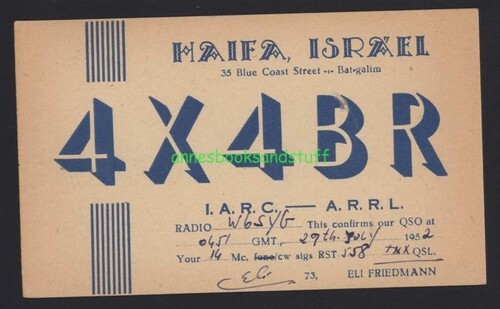 HAIFA, ISRAEL
35 Blue Coast Street -:- Bat-galim
4X4BR
annesbooksandstuff
I. A. R. C. — A. R. R. L.
RADIO W6SYG This confirms our QSO at
0451 GMT., 29th. July 1952
Your 14 Mc. fone/cw sigs RST 558 TNX QSL.
Eli 73, ELI FRIEDMANN